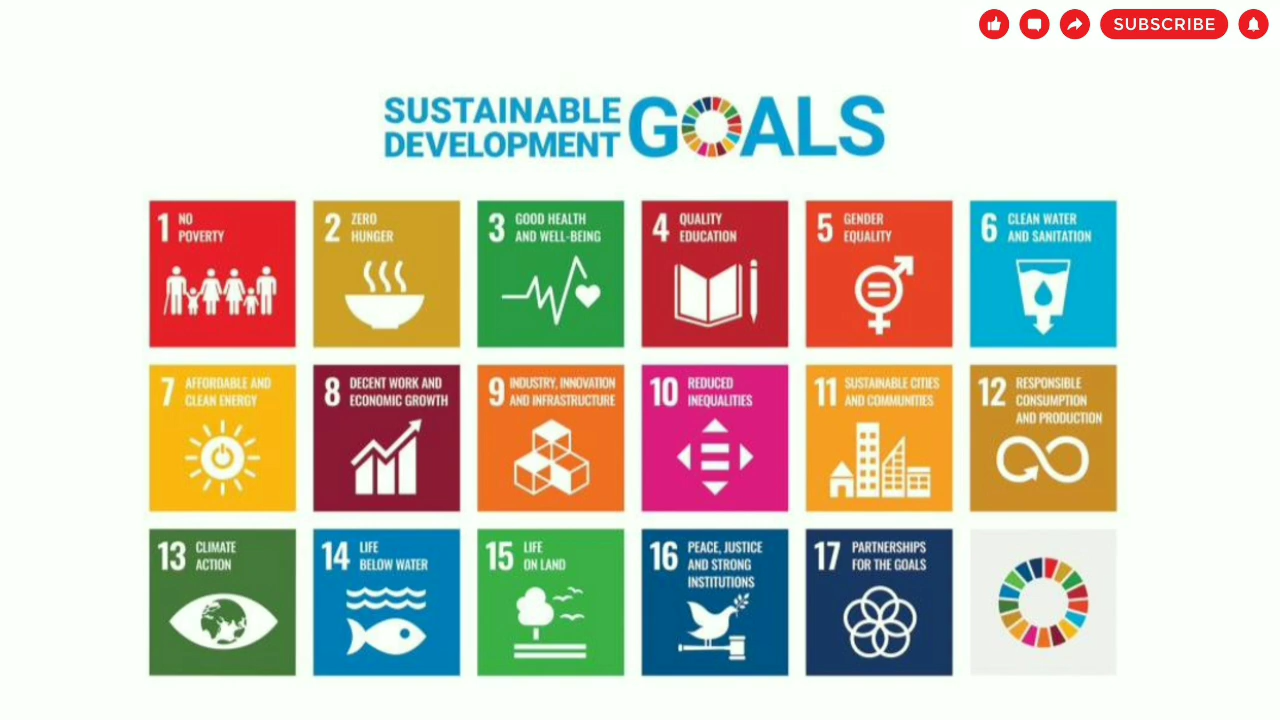 SUBSCRIBE
SUSTAINABLE
DEVELOPMENT
GOALS
1 NO
POVERTY
2 ZERO
HUNGER
3 GOOD HEALTH
AND WELL-BEING
4 QUALITY
EDUCATION
5 GENDER
EQUALITY
6 CLEAN WATER
AND SANITATION
7 AFFORDABLE AND
CLEAN ENERGY
8 DECENT WORK AND
ECONOMIC GROWTH
9 INDUSTRY, INNOVATION
AND INFRASTRUCTURE
10 REDUCED
INEQUALITIES
11 SUSTAINABLE CITIES
AND COMMUNITIES
12 RESPONSIBLE
CONSUMPTION
AND PRODUCTION
13 CLIMATE
ACTION
14 LIFE
BELOW WATER
15 LIFE
ON LAND
16 PEACE, JUSTICE
AND STRONG
INSTITUTIONS
17 PARTNERSHIPS
FOR THE GOALS